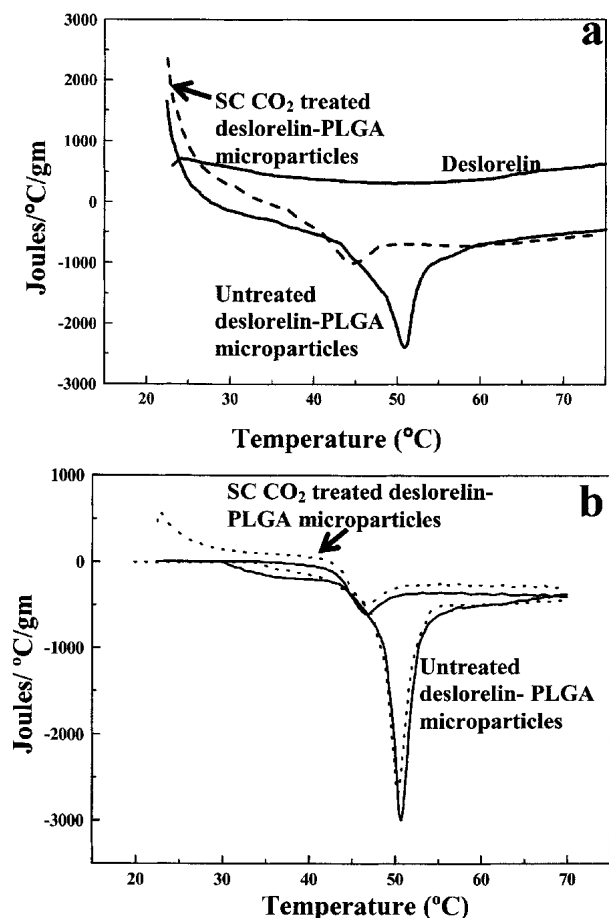 a
3000
2000
1000
0
-1000
-2000
-3000
Joules/°C/gm
SC CO₂ treated
deslorelin-PLGA
microparticles
Deslorelin
Untreated
deslorelin-PLGA
microparticles
20 30 40 50 60 70
Temperature (°C)
b
1000
0
-1000
-2000
-3000
Joules/ °C/gm
SC CO₂ treated deslorelin-
PLGA microparticles
Untreated
deslorelin- PLGA
microparticles
20 30 40 50 60 70
Temperature (°C)